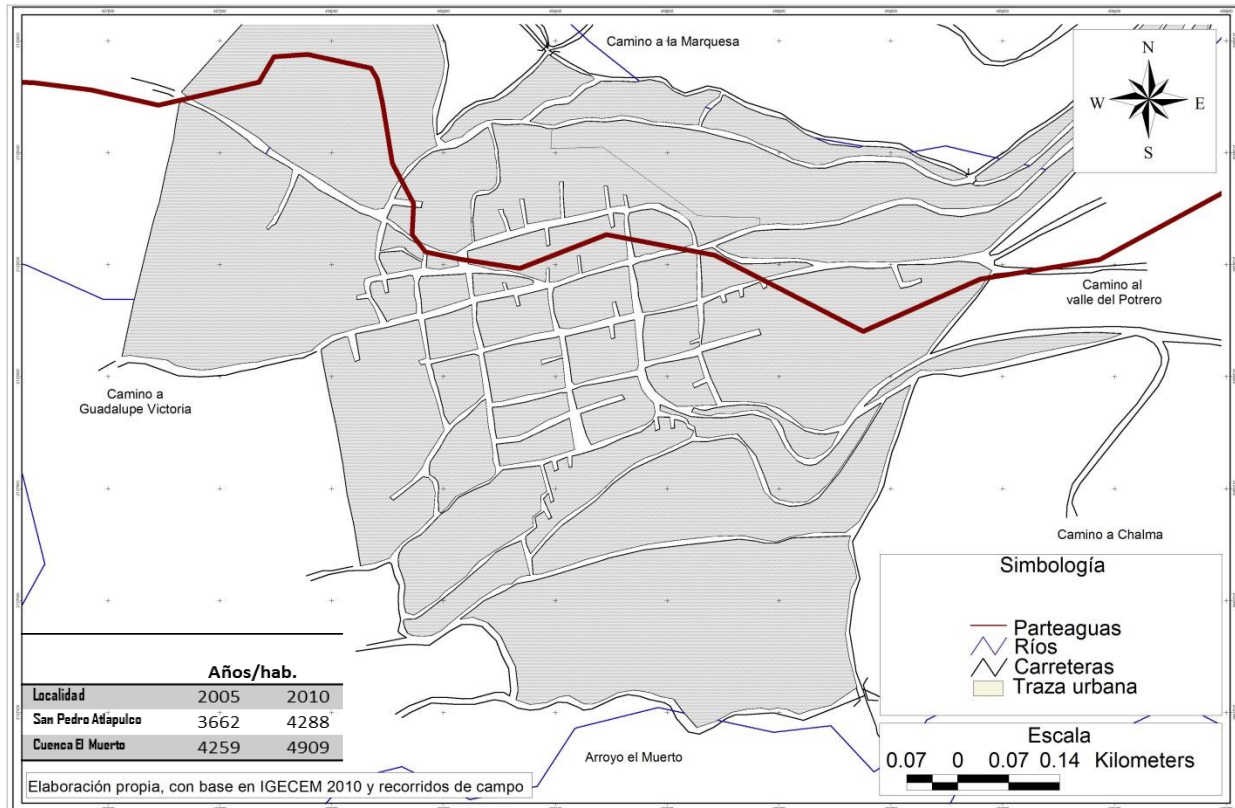 Camino a la Marquesa
N
W E
S
Camino al
valle del Potrero
Camino a
Guadalupe Victoria
Camino a Chalma
Simbología
Parteaguas
Ríos
Carreteras
Traza urbana
Años/hab.
Localidad 2005 2010
San Pedro Atlapulco 3662 4288
Cuenca El Muerto 4259 4909
Arroyo el Muerto
Escala
0.07 0 0.07 0.14 Kilometers
Elaboración propia, con base en IGECEM 2010 y recorridos de campo